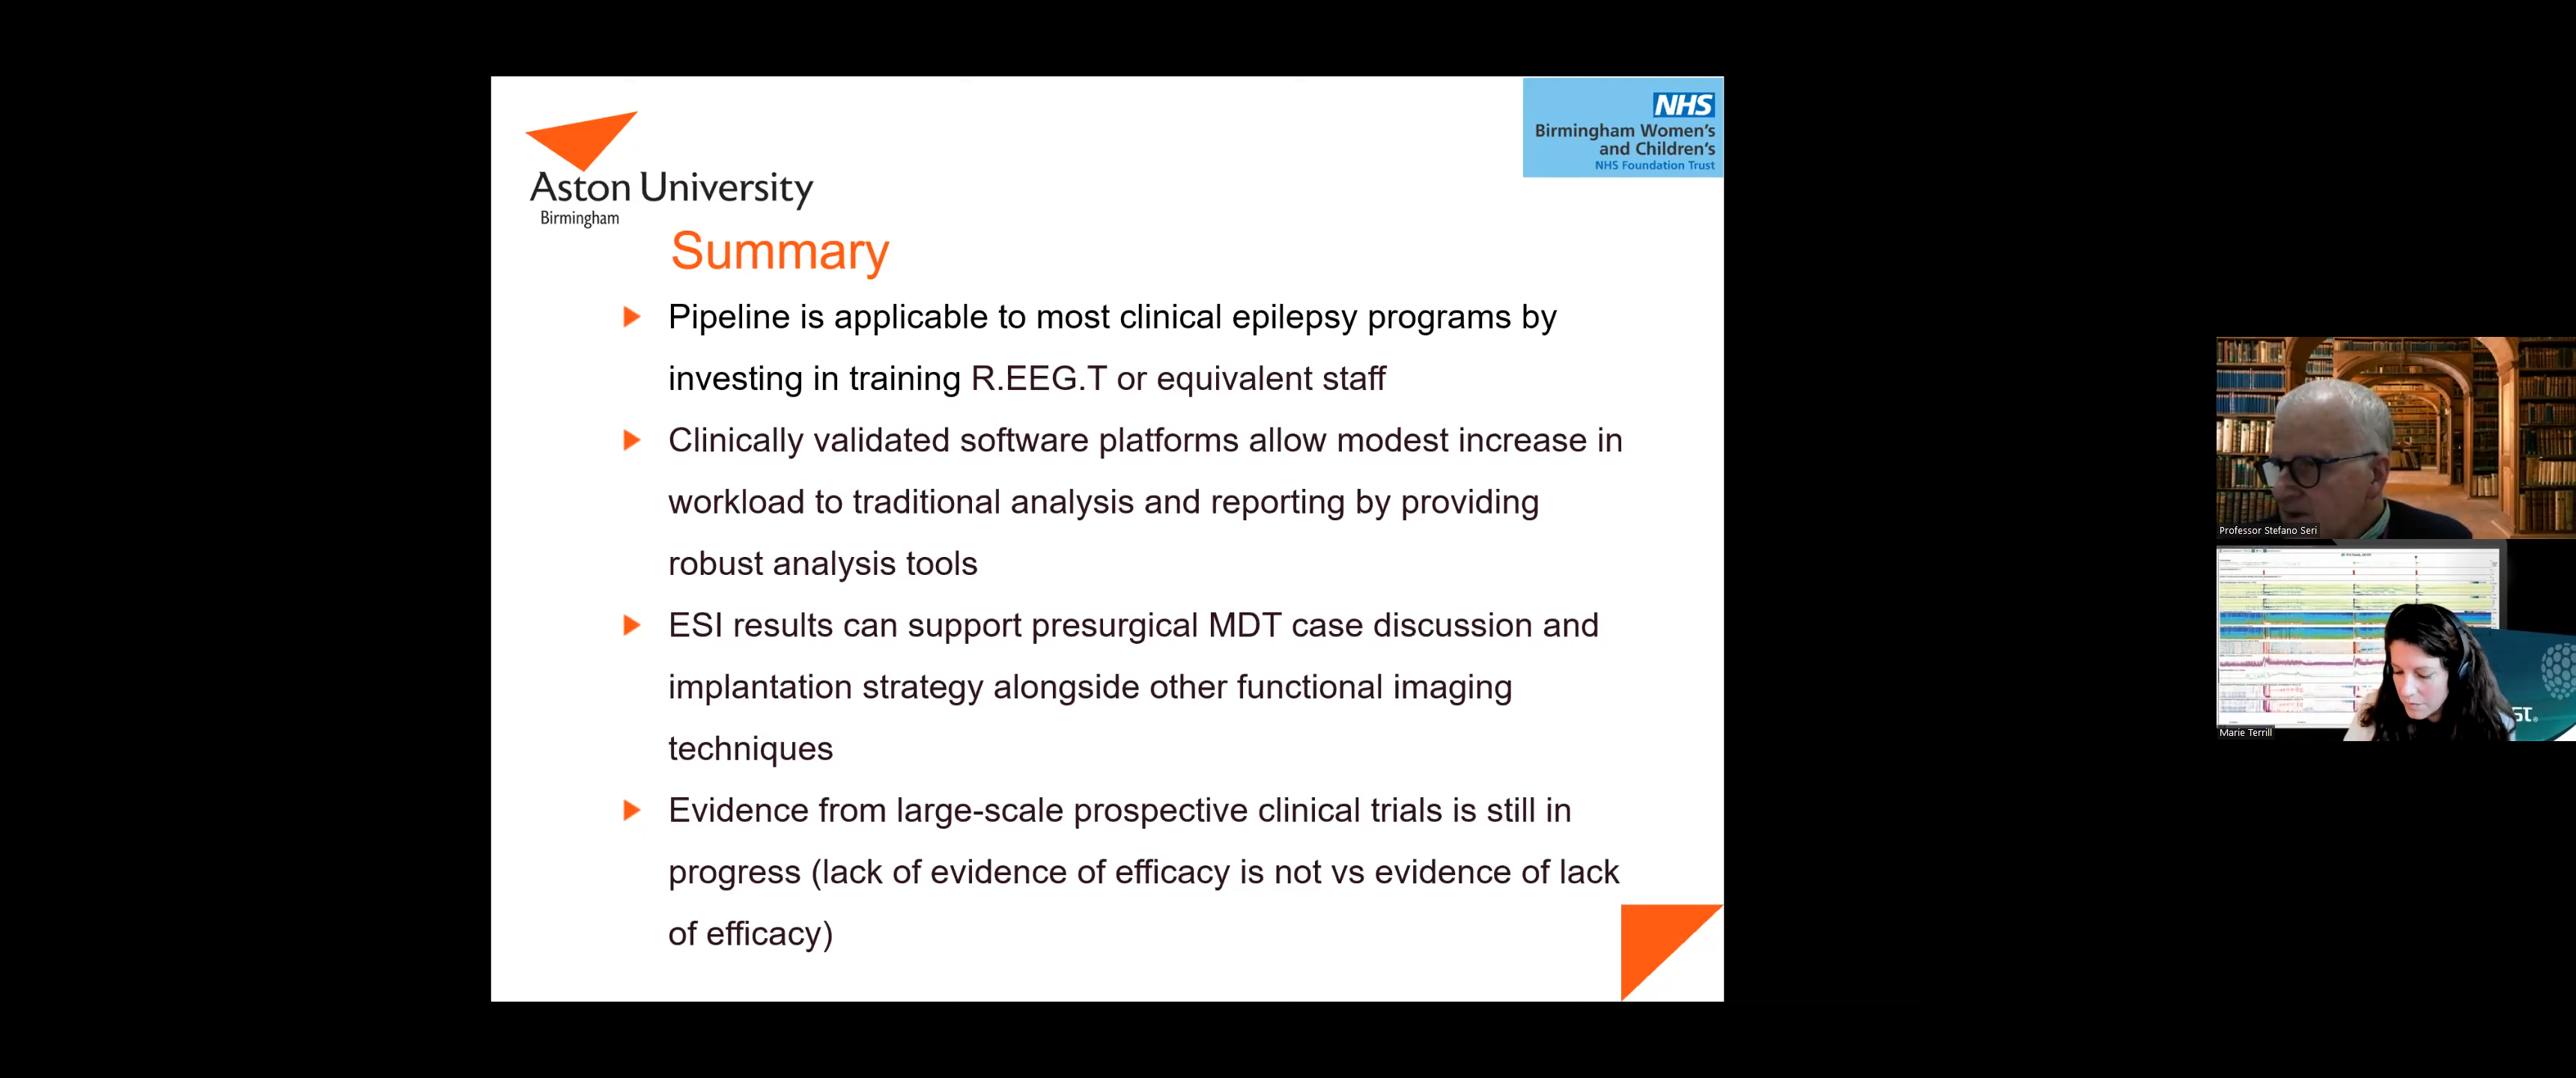 Aston University
Birmingham
NHS
Birmingham Women's
and Children's
NHS Foundation Trust
Summary
Pipeline is applicable to most clinical epilepsy programs by
investing in training R.EEG.T or equivalent staff
Clinically validated software platforms allow modest increase in
workload to traditional analysis and reporting by providing
robust analysis tools
ESI results can support presurgical MDT case discussion and
implantation strategy alongside other functional imaging
techniques
Evidence from large-scale prospective clinical trials is still in
progress (lack of evidence of efficacy is not vs evidence of lack
of efficacy)
Professor Stefano Seri
ST®
Marie Terrill